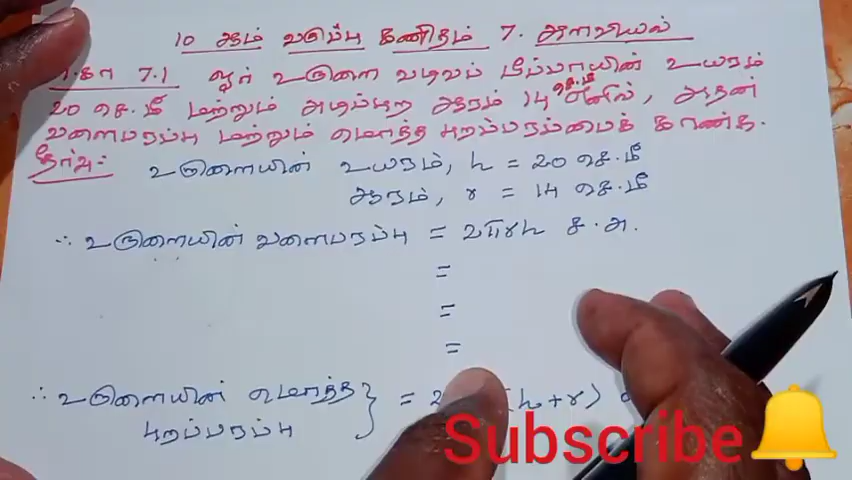 10 ஆம் வகுப்பு கணிதம் 7. அளவியல்
எ.கா 7.1 ஓர் உருளை வடிவப் பீப்பாயின் உயரம்
20 செ.மீ மற்றும் அடிப்புற ஆரம் 14 செ.மீ எனில், அதன்
வளைபரப்பு மற்றும் மொத்த புறப்பரப்பைக் காண்க.
தீர்வு:-
உருளையின் உயரம், h = 20 செ.மீ
ஆரம், r = 14 செ.மீ
∴ உருளையின் வளைபரப்பு = 2πrh ச.அ.
=
=
=
∴ உருளையின் மொத்த } = 2 (h+r)
புறப்பரப்பு
Subscribe